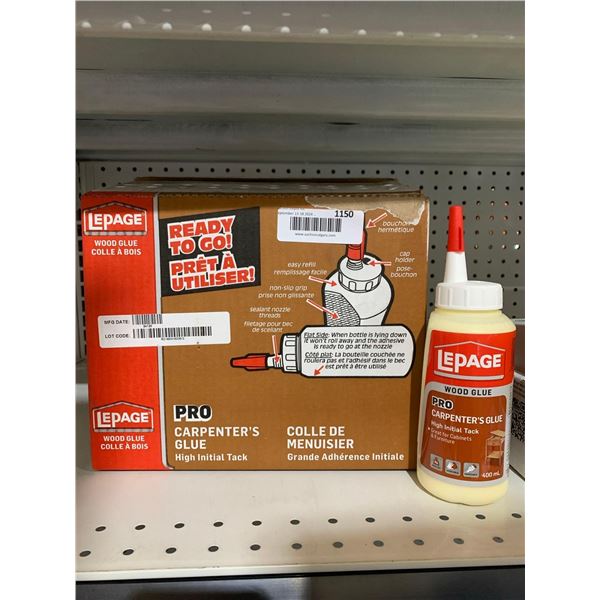 LEPAGE
WOOD GLUE
COLLE À BOIS
READY
TO GO!
PRÊT À
UTILISER!
1150
bouchon
hermétique
cap
holder
pose-
bouchon
easy refill
remplissage facile
non-slip grip
prise non glissante
sealant nozzle
threads
filetage pour bec
de scellant
Flat Side: When bottle is lying down
it won't roll away and the adhesive
is ready to go at the nozzle
Côté plat: La bouteille couchée ne
roulera pas et l'adhésif dans le bec
est prêt à être utilisé
MFG DATE:
LOT CODE:
LEPAGE
WOOD GLUE
COLLE À BOIS
PRO
CARPENTER'S
GLUE
High Initial Tack
COLLE DE
MENUISIER
Grande Adhérence Initiale
LEPAGE
WOOD GLUE
PRO
CARPENTER'S GLUE
High Initial Tack
Great for Cabinets
& Furniture
400 mL